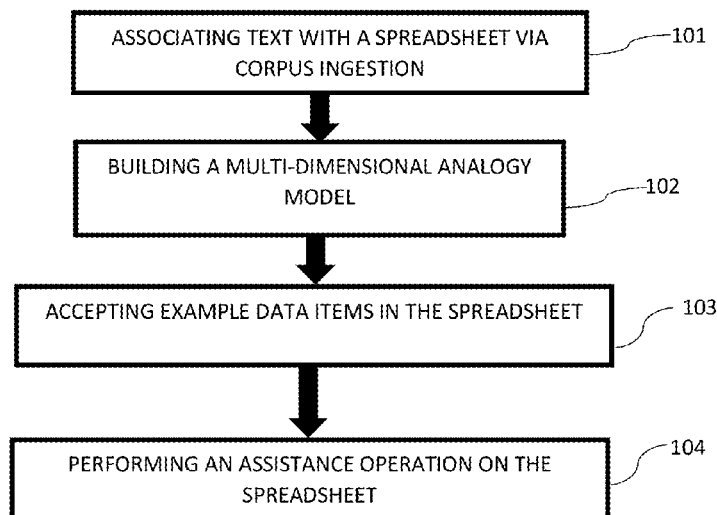 ASSOCIATING TEXT WITH A SPREADSHEET VIA
CORPUS INGESTION
101
BUILDING A MULTI-DIMENSIONAL ANALOGY
MODEL
102
ACCEPTING EXAMPLE DATA ITEMS IN THE SPREADSHEET
103
PERFORMING AN ASSISTANCE OPERATION ON THE
SPREADSHEET
104